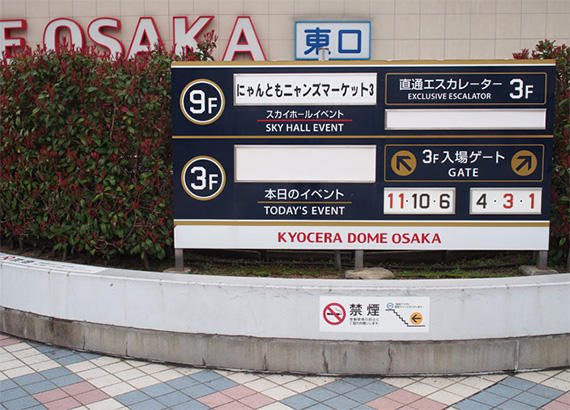 E OSAKA
東口
9F
にゃんともニャンズマーケット3
スカイホールイベント
SKY HALL EVENT
直通エスカレーター 3F
EXCLUSIVE ESCALATOR
3F
本日のイベント
TODAY'S EVENT
3F入場ゲート
GATE
11・10・6
4・3・1
KYOCERA DOME OSAKA
禁煙